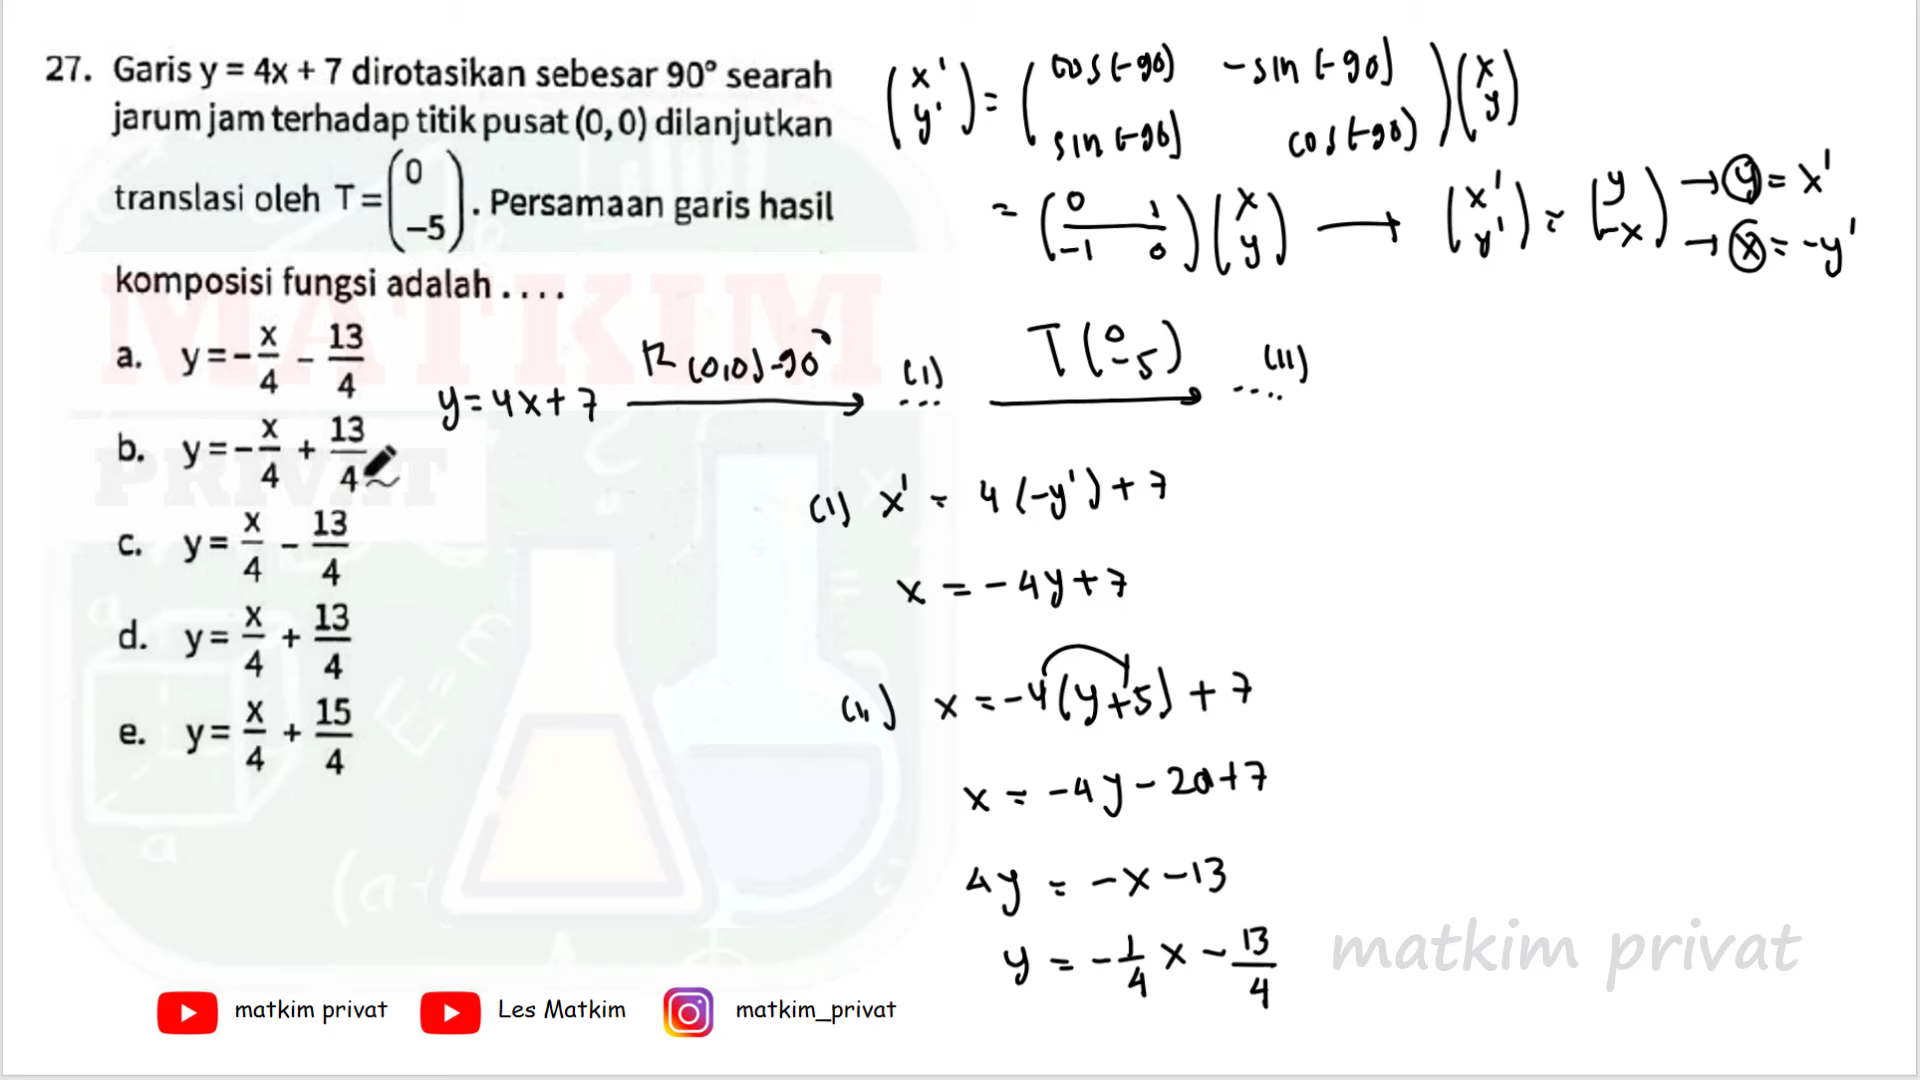 27. Garis y = 4x + 7 dirotasikan sebesar 90° searah
jarum jam terhadap titik pusat (0, 0) dilanjutkan
translasi oleh T = (0 −5). Persamaan garis hasil
komposisi fungsi adalah . . . .
a. y = −x/4 − 13/4
b. y = −x/4 + 13/4
c. y = x/4 − 13/4
d. y = x/4 + 13/4
e. y = x/4 + 15/4
(x' y') = (cos(-90) -sin(-90) sin(-90) cos(-90)) (x y)
= (0 1 -1 0) (x y) → (x' y') = (y -x) → y = x'
→ x = -y'
y = 4x + 7 R(0,0) -90° → (I) ... T(0 -5) → (II) ....
(I) x' = 4(-y') + 7
x = -4y + 7
(II) x = -4(y+5) + 7
x = -4y - 20 + 7
4y = -x - 13
y = -1/4 x - 13/4
MATKIM
PRIVAT
E = m
a
a
(a+
matkim privat
matkim privat
Les Matkim
matkim_privat